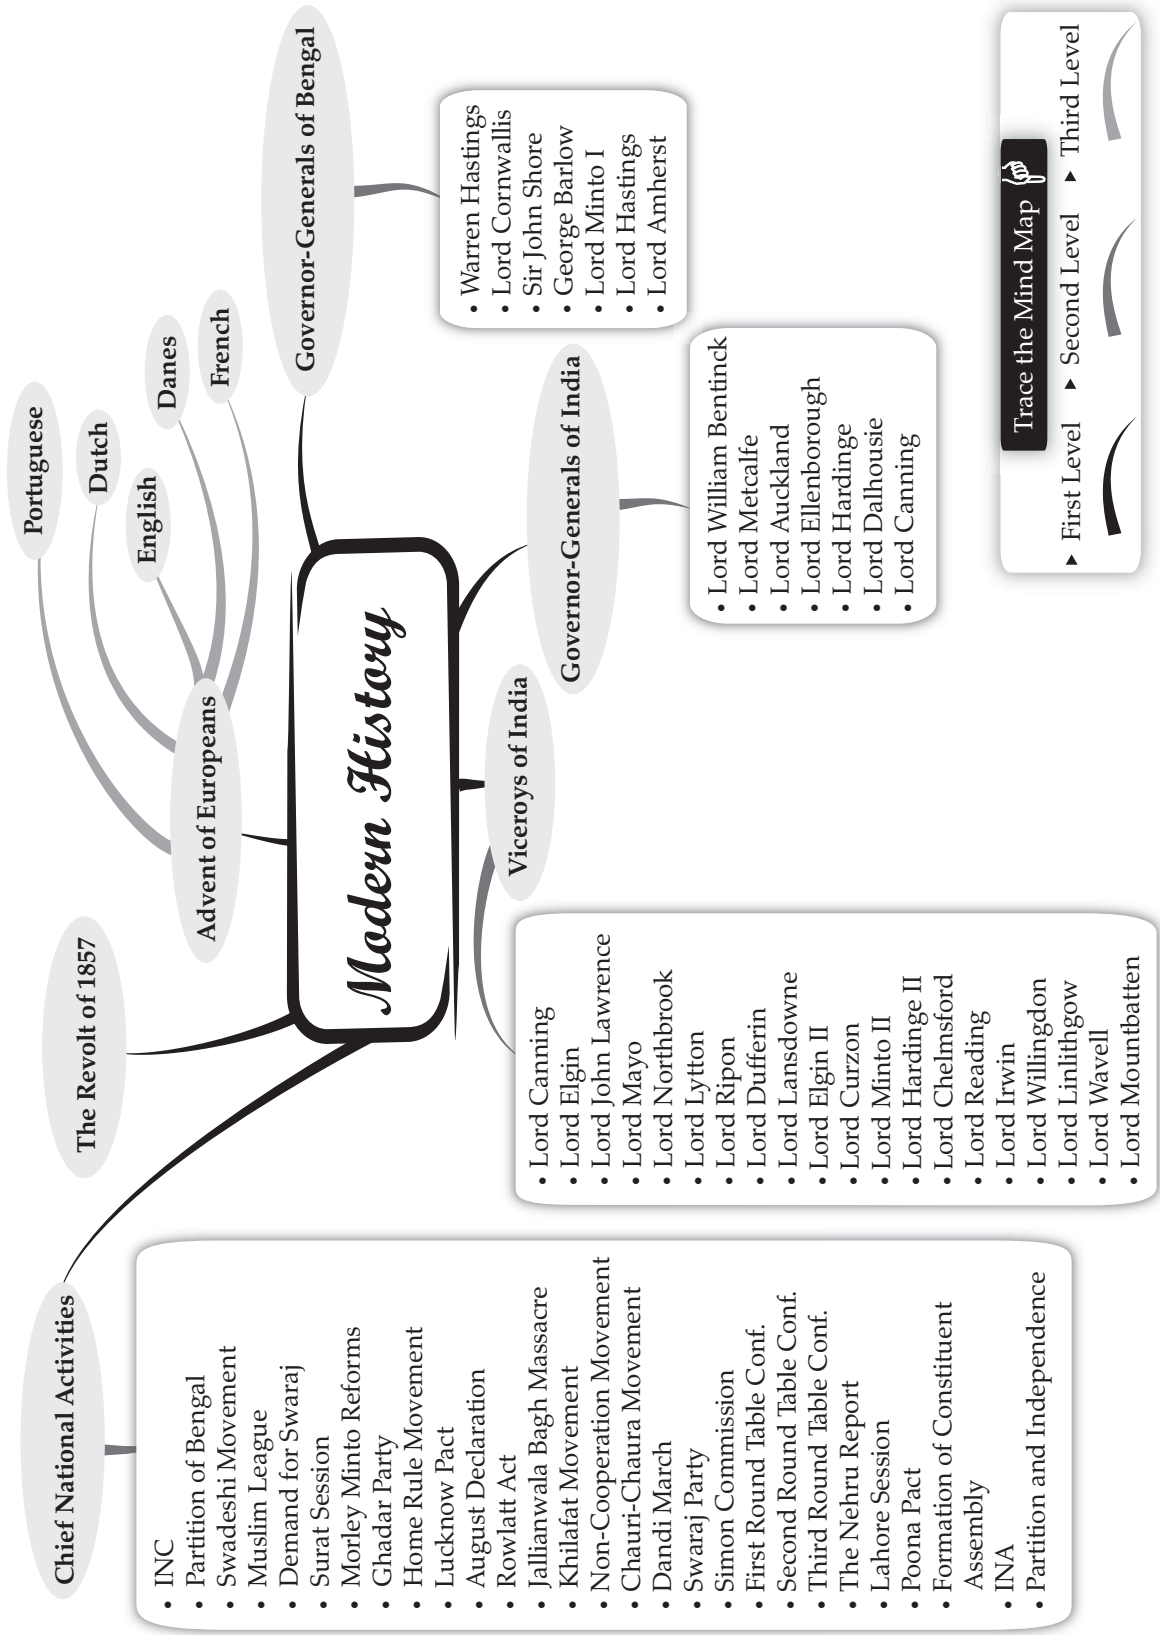 Chief National Activities
• INC
• Partition of Bengal
• Swadeshi Movement
• Muslim League
• Demand for Swaraj
• Surat Session
• Morley Minto Reforms
• Ghadar Party
• Home Rule Movement
• Lucknow Pact
• August Declaration
• Rowlatt Act
• Jallianwala Bagh Massacre
• Khilafat Movement
• Non-Cooperation Movement
• Chauri-Chaura Movement
• Dandi March
• Swaraj Party
• Simon Commission
• First Round Table Conf.
• Second Round Table Conf.
• Third Round Table Conf.
• The Nehru Report
• Lahore Session
• Poona Pact
• Formation of Constituent
Assembly
• INA
• Partition and Independence
The Revolt of 1857
Advent of Europeans
Portuguese
Dutch
English
Danes
French
Modern History
Viceroys of India
• Lord Canning
• Lord Elgin
• Lord John Lawrence
• Lord Mayo
• Lord Northbrook
• Lord Lytton
• Lord Ripon
• Lord Dufferin
• Lord Lansdowne
• Lord Elgin II
• Lord Curzon
• Lord Minto II
• Lord Hardinge II
• Lord Chelmsford
• Lord Reading
• Lord Irwin
• Lord Willingdon
• Lord Linlithgow
• Lord Wavell
• Lord Mountbatten
Governor-Generals of India
• Lord William Bentinck
• Lord Metcalfe
• Lord Auckland
• Lord Ellenborough
• Lord Hardinge
• Lord Dalhousie
• Lord Canning
Governor-Generals of Bengal
• Warren Hastings
• Lord Cornwallis
• Sir John Shore
• George Barlow
• Lord Minto I
• Lord Hastings
• Lord Amherst
Trace the Mind Map
▸ First Level ▸ Second Level ▸ Third Level